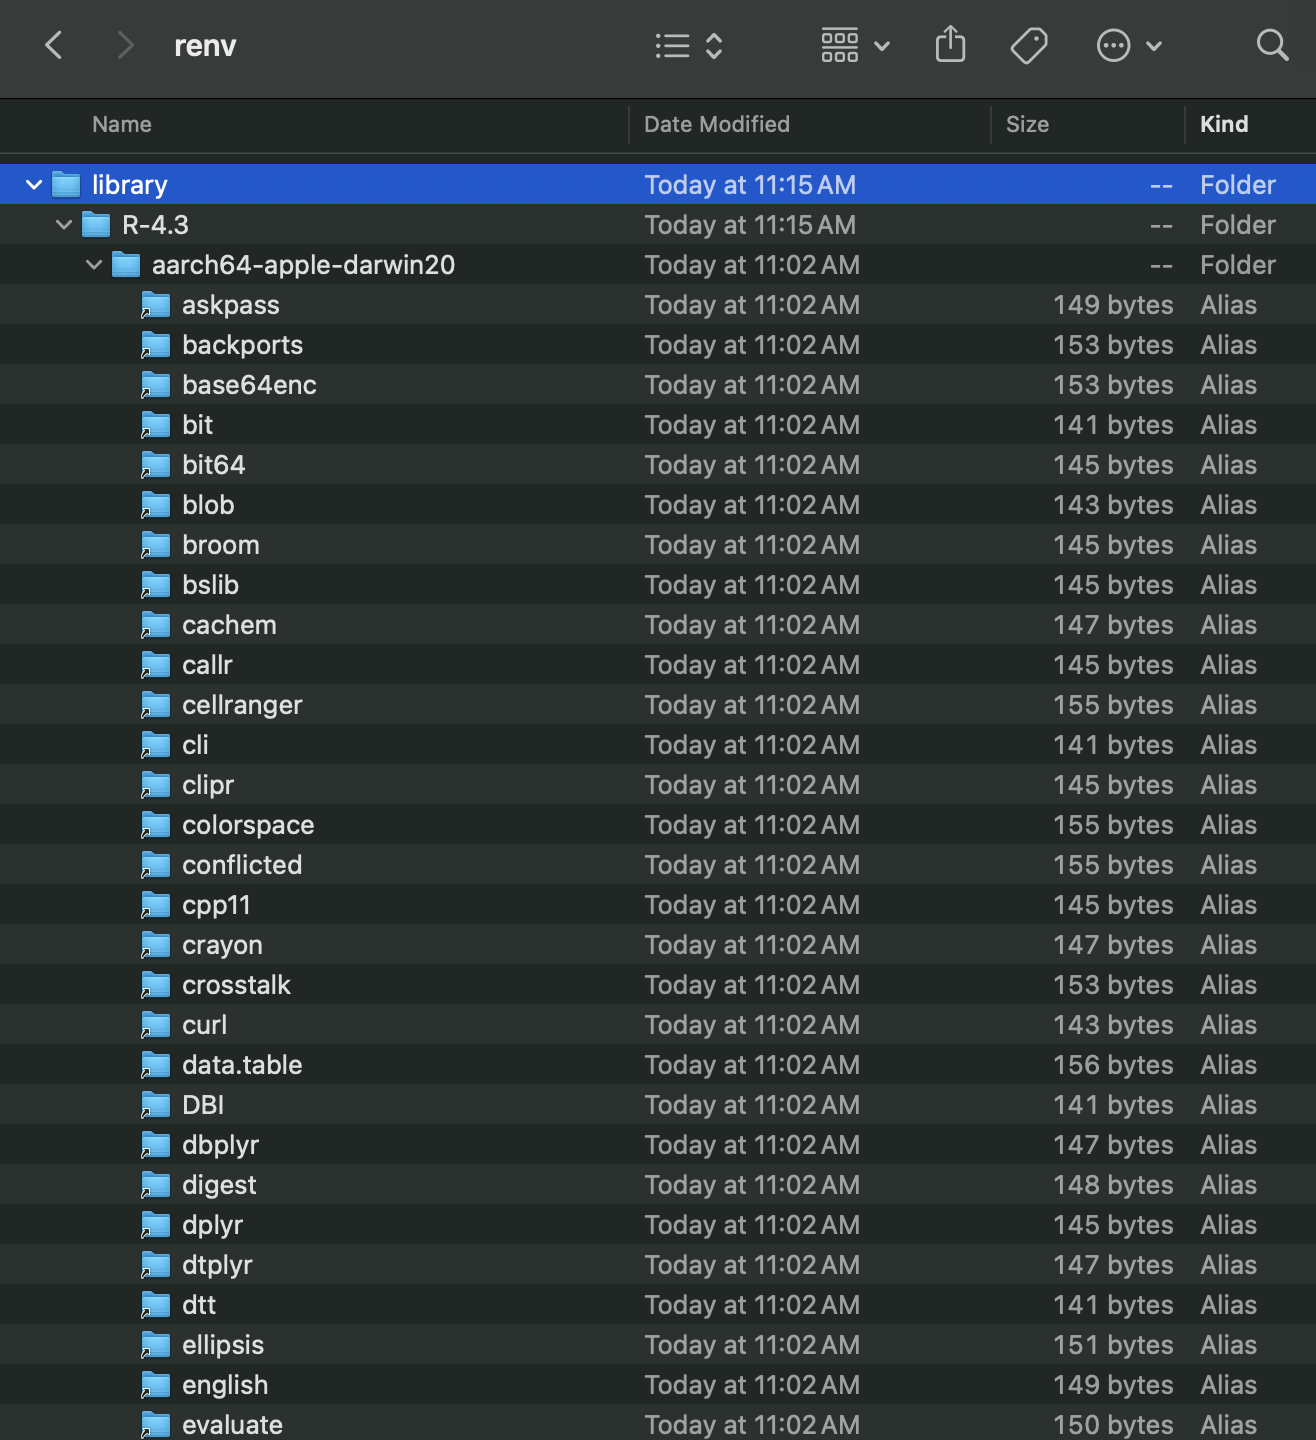 renv
Name Date Modified Size Kind
library Today at 11:15 AM -- Folder
R-4.3 Today at 11:15 AM -- Folder
aarch64-apple-darwin20 Today at 11:02 AM -- Folder
askpass Today at 11:02 AM 149 bytes Alias
backports Today at 11:02 AM 153 bytes Alias
base64enc Today at 11:02 AM 153 bytes Alias
bit Today at 11:02 AM 141 bytes Alias
bit64 Today at 11:02 AM 145 bytes Alias
blob Today at 11:02 AM 143 bytes Alias
broom Today at 11:02 AM 145 bytes Alias
bslib Today at 11:02 AM 145 bytes Alias
cachem Today at 11:02 AM 147 bytes Alias
callr Today at 11:02 AM 145 bytes Alias
cellranger Today at 11:02 AM 155 bytes Alias
cli Today at 11:02 AM 141 bytes Alias
clipr Today at 11:02 AM 145 bytes Alias
colorspace Today at 11:02 AM 155 bytes Alias
conflicted Today at 11:02 AM 155 bytes Alias
cpp11 Today at 11:02 AM 145 bytes Alias
crayon Today at 11:02 AM 147 bytes Alias
crosstalk Today at 11:02 AM 153 bytes Alias
curl Today at 11:02 AM 143 bytes Alias
data.table Today at 11:02 AM 156 bytes Alias
DBI Today at 11:02 AM 141 bytes Alias
dbplyr Today at 11:02 AM 147 bytes Alias
digest Today at 11:02 AM 148 bytes Alias
dplyr Today at 11:02 AM 145 bytes Alias
dtplyr Today at 11:02 AM 147 bytes Alias
dtt Today at 11:02 AM 141 bytes Alias
ellipsis Today at 11:02 AM 151 bytes Alias
english Today at 11:02 AM 149 bytes Alias
evaluate Today at 11:02 AM 150 bytes Alias